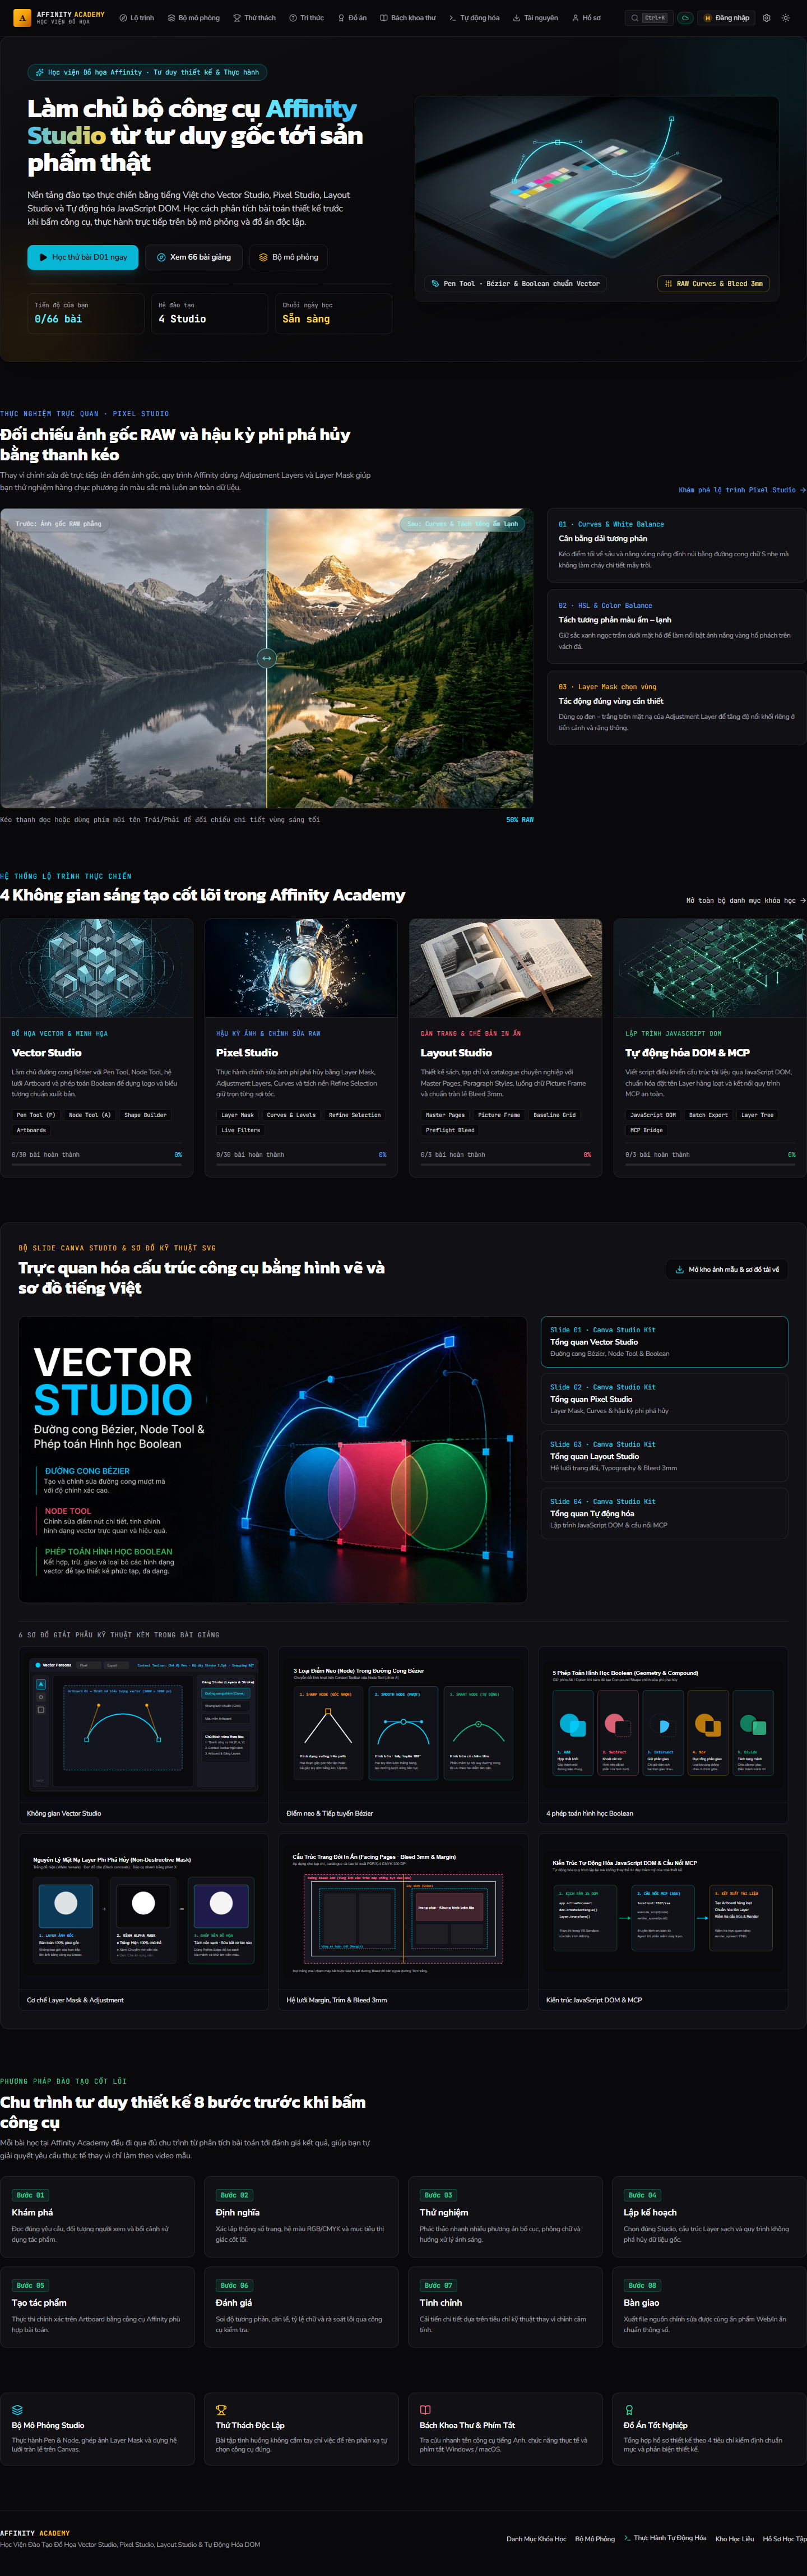 AFFINITY ACADEMY
HỌC VIỆN ĐỒ HỌA
Lộ trình
Bộ mô phỏng
Thử thách
Tri thức
Đồ án
Bách khoa thư
Tự động hóa
Tài nguyên
Hồ sơ
Ctrl+K
Đăng nhập
Học viện Đồ họa Affinity · Tư duy thiết kế & Thực hành
Làm chủ bộ công cụ Affinity
Studio từ tư duy gốc tới sản
phẩm thật
Nền tảng đào tạo thực chiến bằng tiếng Việt cho Vector Studio, Pixel Studio, Layout
Studio và Tự động hóa JavaScript DOM. Học cách phân tích bài toán thiết kế trước
khi bấm công cụ, thực hành trực tiếp trên bộ mô phỏng và đồ án độc lập.
Học thử bài D01 ngay
Xem 66 bài giảng
Bộ mô phỏng
Tiến độ của bạn
0/66 bài
Hệ đào tạo
4 Studio
Chuỗi ngày học
Sẵn sàng
Pen Tool · Bézier & Boolean chuẩn Vector
RAW Curves & Bleed 3mm
THỰC NGHIỆM TRỰC QUAN · PIXEL STUDIO
Đối chiếu ảnh gốc RAW và hậu kỳ phi phá hủy
bằng thanh kéo
Thay vì chỉnh sửa đè trực tiếp lên điểm ảnh gốc, quy trình Affinity dùng Adjustment Layers và Layer Mask giúp
bạn thử nghiệm hàng chục phương án màu sắc mà luôn an toàn dữ liệu.
Khám phá lộ trình Pixel Studio →
Trước: Ảnh gốc RAW phẳng
Sau: Curves & Tách tông ấm lạnh
01 · Curves & White Balance
Cân bằng dải tương phản
Kéo điểm tối về sâu và nâng vùng nắng đỉnh núi bằng đường cong chữ S nhẹ mà
không làm cháy chi tiết mây trời.
02 · HSL & Color Balance
Tách tương phản màu ấm – lạnh
Giữ sắc xanh ngọc trầm dưới mặt hồ để làm nổi bật ánh nắng vàng hổ phách trên
vách đá.
03 · Layer Mask chọn vùng
Tác động đúng vùng cần thiết
Dùng cọ đen – trắng trên mặt nạ của Adjustment Layer để tăng độ nổi khối riêng ở
tiền cảnh và rặng thông.
Kéo thanh dọc hoặc dùng phím mũi tên Trái/Phải để đối chiếu chi tiết vùng sáng tối
50% RAW
HỆ THỐNG LỘ TRÌNH THỰC CHIẾN
4 Không gian sáng tạo cốt lõi trong Affinity Academy
Mở toàn bộ danh mục khóa học →
ĐỒ HỌA VECTOR & MINH HỌA
Vector Studio
Làm chủ đường cong Bézier với Pen Tool, Node Tool, hệ
lưới Artboard và phép toán Boolean để dựng logo và biểu
tượng chuẩn xuất bản.
Pen Tool (P)
Node Tool (A)
Shape Builder
Artboards
0/30 bài hoàn thành
0%
HẬU KỲ ẢNH & CHỈNH SỬA RAW
Pixel Studio
Thực hành chỉnh sửa ảnh phi phá hủy bằng Layer Mask,
Adjustment Layers, Curves và tách nền Refine Selection
giữ trọn từng sợi tóc.
Layer Mask
Curves & Levels
Refine Selection
Live Filters
0/30 bài hoàn thành
0%
DÀN TRANG & CHẾ BẢN IN ẤN
Layout Studio
Thiết kế sách, tạp chí và catalogue chuyên nghiệp với
Master Pages, Paragraph Styles, luồng chữ Picture Frame
và chuẩn tràn lề Bleed 3mm.
Master Pages
Picture Frame
Baseline Grid
Preflight Bleed
0/3 bài hoàn thành
0%
LẬP TRÌNH JAVASCRIPT DOM
Tự động hóa DOM & MCP
Viết script điều khiển cấu trúc tài liệu qua JavaScript DOM,
chuẩn hóa đặt tên Layer hàng loạt và kết nối quy trình
MCP an toàn.
JavaScript DOM
Batch Export
Layer Tree
MCP Bridge
0/3 bài hoàn thành
0%
BỘ SLIDE CANVA STUDIO & SƠ ĐỒ KỸ THUẬT SVG
Trực quan hóa cấu trúc công cụ bằng hình vẽ và
sơ đồ tiếng Việt
Mở kho ảnh mẫu & sơ đồ tải về
VECTOR
STUDIO
Đường cong Bézier, Node Tool &
Phép toán Hình học Boolean
ĐƯỜNG CONG BÉZIER
Tạo và chỉnh sửa đường cong mượt mà
với độ chính xác cao.
NODE TOOL
Chỉnh sửa điểm nút chi tiết, tinh chỉnh
hình dạng vector trực quan và hiệu quả.
PHÉP TOÁN HÌNH HỌC BOOLEAN
Kết hợp, trừ, giao và loại bỏ các hình dạng
vector để tạo thiết kế phức tạp, đa dạng.
Slide 01 · Canva Studio Kit
Tổng quan Vector Studio
Đường cong Bézier, Node Tool & Boolean
Slide 02 · Canva Studio Kit
Tổng quan Pixel Studio
Layer Mask, Curves & hậu kỳ phi phá hủy
Slide 03 · Canva Studio Kit
Tổng quan Layout Studio
Hệ lưới trang đôi, Typography & Bleed 3mm
Slide 04 · Canva Studio Kit
Tổng quan Tự động hóa
Lập trình JavaScript DOM & cầu nối MCP
6 SƠ ĐỒ GIẢI PHẪU KỸ THUẬT KÈM TRONG BÀI GIẢNG
Vector Persona
Không gian Vector Studio
3 Loại Điểm Neo (Node) Trong Đường Cong Bézier
Điểm neo & Tiếp tuyến Bézier
5 Phép Toán Hình Học Boolean (Geometry & Compound)
4 phép toán hình học Boolean
Nguyên Lý Mặt Nạ Layer Phi Phá Hủy (Non-Destructive Mask)
Cơ chế Layer Mask & Adjustment
Cấu Trúc Trang Đôi In Ấn (Facing Pages · Bleed 3mm & Margin)
Hệ lưới Margin, Trim & Bleed 3mm
Kiến Trúc Tự Động Hóa JavaScript DOM & Cầu Nối MCP
Kiến trúc JavaScript DOM & MCP
PHƯƠNG PHÁP ĐÀO TẠO CỐT LÕI
Chu trình tư duy thiết kế 8 bước trước khi bấm
công cụ
Mỗi bài học tại Affinity Academy đều đi qua đủ chu trình từ phân tích bài toán tới đánh giá kết quả, giúp bạn tự
giải quyết yêu cầu thực tế thay vì chỉ làm theo video mẫu.
Bước 01
Khám phá
Đọc đúng yêu cầu, đối tượng người xem và bối cảnh sử
dụng tác phẩm.
Bước 02
Định nghĩa
Xác lập thông số trang, hệ màu RGB/CMYK và mục tiêu thị
giác cốt lõi.
Bước 03
Thử nghiệm
Phác thảo nhanh nhiều phương án bố cục, phông chữ và
hướng xử lý ánh sáng.
Bước 04
Lập kế hoạch
Chọn đúng Studio, cấu trúc Layer sạch và quy trình không
phá hủy dữ liệu gốc.
Bước 05
Tạo tác phẩm
Thực thi chính xác trên Artboard bằng công cụ Affinity phù
hợp bài toán.
Bước 06
Đánh giá
Soi độ tương phản, căn lề, tỷ lệ chữ và rà soát lỗi qua công
cụ kiểm tra.
Bước 07
Tinh chỉnh
Cải tiến chi tiết dựa trên tiêu chí kỹ thuật thay vì chỉnh cảm
tính.
Bước 08
Bàn giao
Xuất file nguồn chỉnh sửa được cùng ấn phẩm Web/In ấn
chuẩn thông số.
Bộ Mô Phỏng Studio
Thực hành Pen & Node, ghép ảnh Layer Mask và dựng hệ
lưới tràn lề trên Canvas.
Thử Thách Độc Lập
Bài tập tình huống không cầm tay chỉ việc để rèn phản xạ tự
chọn công cụ đúng.
Bách Khoa Thư & Phím Tắt
Tra cứu nhanh tên công cụ tiếng Anh, chức năng thực tế và
phím tắt Windows / macOS.
Đồ Án Tốt Nghiệp
Tổng hợp hồ sơ thiết kế theo 4 tiêu chí kiểm định chuẩn
mực và phản biện thiết kế.
AFFINITY ACADEMY
Học Viện Đào Tạo Đồ Họa Vector Studio, Pixel Studio, Layout Studio & Tự Động Hóa DOM
Danh Mục Khóa Học
Bộ Mô Phỏng
Thực Hành Tự Động Hóa
Kho Học Liệu
Hồ Sơ Học Tập